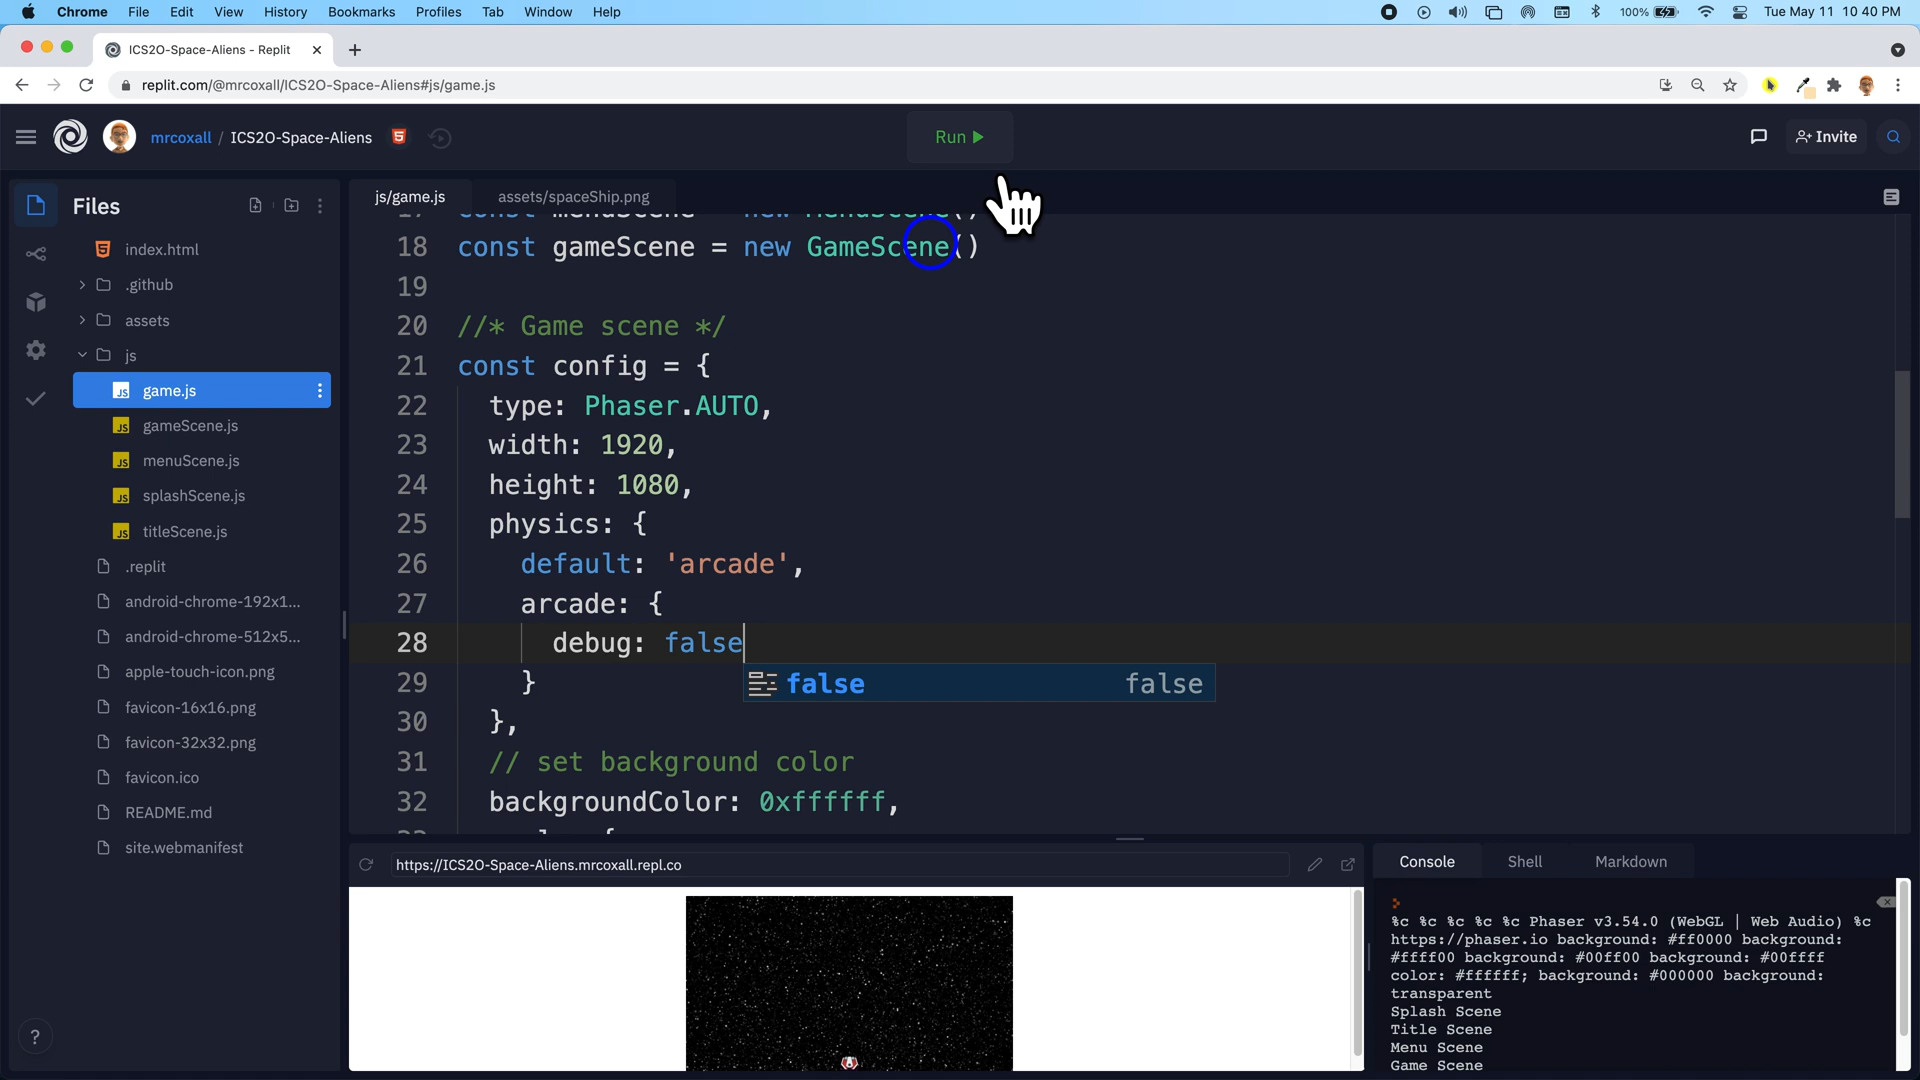 Chrome File Edit View History Bookmarks Profiles Tab Window Help 100% Tue May 11 10:40 PM
ICS2O-Space-Aliens - Replit
replit.com/@mrcoxall/ICS2O-Space-Aliens#js/game.js
mrcoxall / ICS2O-Space-Aliens Run Invite
Files
index.html
.github
assets
js
game.js
gameScene.js
menuScene.js
splashScene.js
titleScene.js
.replit
android-chrome-192x1...
android-chrome-512x5...
apple-touch-icon.png
favicon-16x16.png
favicon-32x32.png
favicon.ico
README.md
site.webmanifest
?
js/game.js assets/spaceShip.png
17 const menuScene = new MenuScene()
18 const gameScene = new GameScene()
19
20 //* Game scene */
21 const config = {
22 type: Phaser.AUTO,
23 width: 1920,
24 height: 1080,
25 physics: {
26 default: 'arcade',
27 arcade: {
28 debug: false
false false
29 }
30 },
31 // set background color
32 backgroundColor: 0xffffff,
https://ICS2O-Space-Aliens.mrcoxall.repl.co
Console Shell Markdown
%c %c %c %c %c Phaser v3.54.0 (WebGL | Web Audio) %c
https://phaser.io background: #ff0000 background:
#ffff00 background: #00ff00 background: #00ffff
color: #ffffff; background: #000000 background:
transparent
Splash Scene
Title Scene
Menu Scene
Game Scene